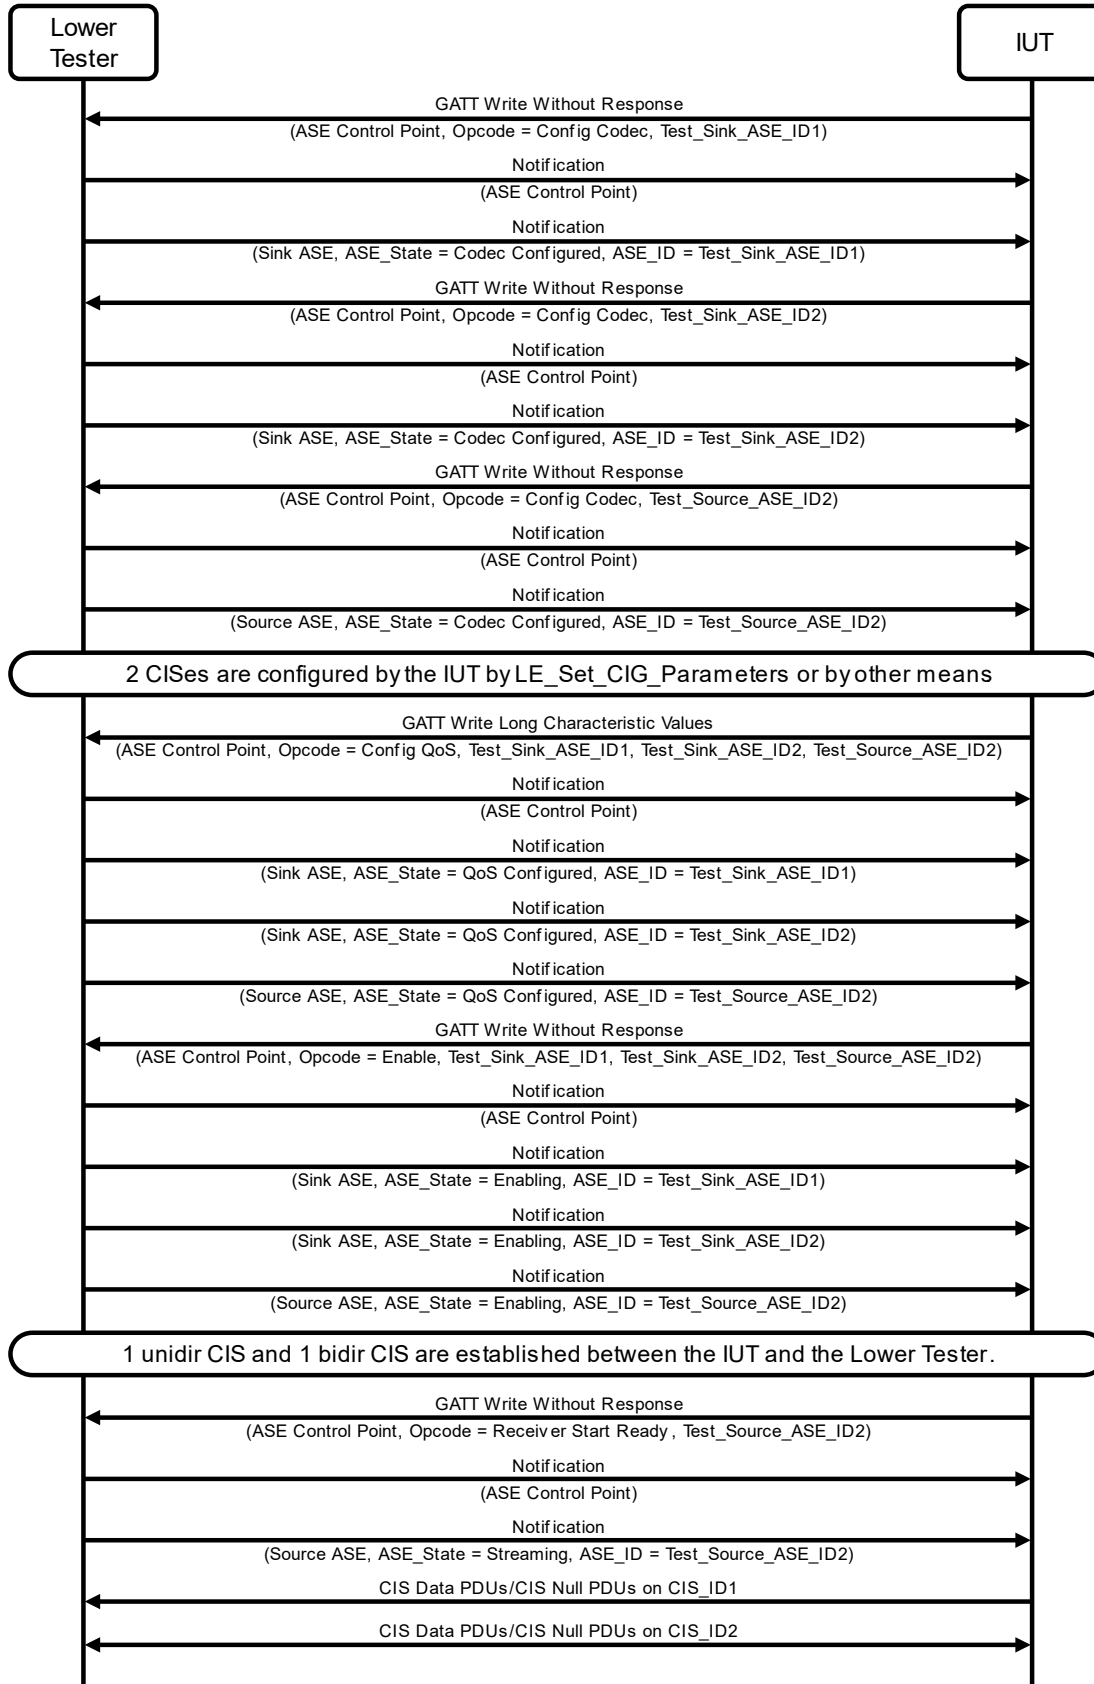 Lower
Tester
IUT
GATT Write Without Response
(ASE Control Point, Opcode = Config Codec, Test_Sink_ASE_ID1)
Notification
(ASE Control Point)
Notification
(Sink ASE, ASE_State = Codec Configured, ASE_ID = Test_Sink_ASE_ID1)
GATT Write Without Response
(ASE Control Point, Opcode = Config Codec, Test_Sink_ASE_ID2)
Notification
(ASE Control Point)
Notification
(Sink ASE, ASE_State = Codec Configured, ASE_ID = Test_Sink_ASE_ID2)
GATT Write Without Response
(ASE Control Point, Opcode = Config Codec, Test_Source_ASE_ID2)
Notification
(ASE Control Point)
Notification
(Source ASE, ASE_State = Codec Configured, ASE_ID = Test_Source_ASE_ID2)
2 CISes are configured by the IUT by LE_Set_CIG_Parameters or by other means
GATT Write Long Characteristic Values
(ASE Control Point, Opcode = Config QoS, Test_Sink_ASE_ID1, Test_Sink_ASE_ID2, Test_Source_ASE_ID2)
Notification
(ASE Control Point)
Notification
(Sink ASE, ASE_State = QoS Configured, ASE_ID = Test_Sink_ASE_ID1)
Notification
(Sink ASE, ASE_State = QoS Configured, ASE_ID = Test_Sink_ASE_ID2)
Notification
(Source ASE, ASE_State = QoS Configured, ASE_ID = Test_Source_ASE_ID2)
GATT Write Without Response
(ASE Control Point, Opcode = Enable, Test_Sink_ASE_ID1, Test_Sink_ASE_ID2, Test_Source_ASE_ID2)
Notification
(ASE Control Point)
Notification
(Sink ASE, ASE_State = Enabling, ASE_ID = Test_Sink_ASE_ID1)
Notification
(Sink ASE, ASE_State = Enabling, ASE_ID = Test_Sink_ASE_ID2)
Notification
(Source ASE, ASE_State = Enabling, ASE_ID = Test_Source_ASE_ID2)
1 unidir CIS and 1 bidir CIS are established between the IUT and the Lower Tester.
GATT Write Without Response
(ASE Control Point, Opcode = Receiver Start Ready, Test_Source_ASE_ID2)
Notification
(ASE Control Point)
Notification
(Source ASE, ASE_State = Streaming, ASE_ID = Test_Source_ASE_ID2)
CIS Data PDUs/CIS Null PDUs on CIS_ID1
CIS Data PDUs/CIS Null PDUs on CIS_ID2